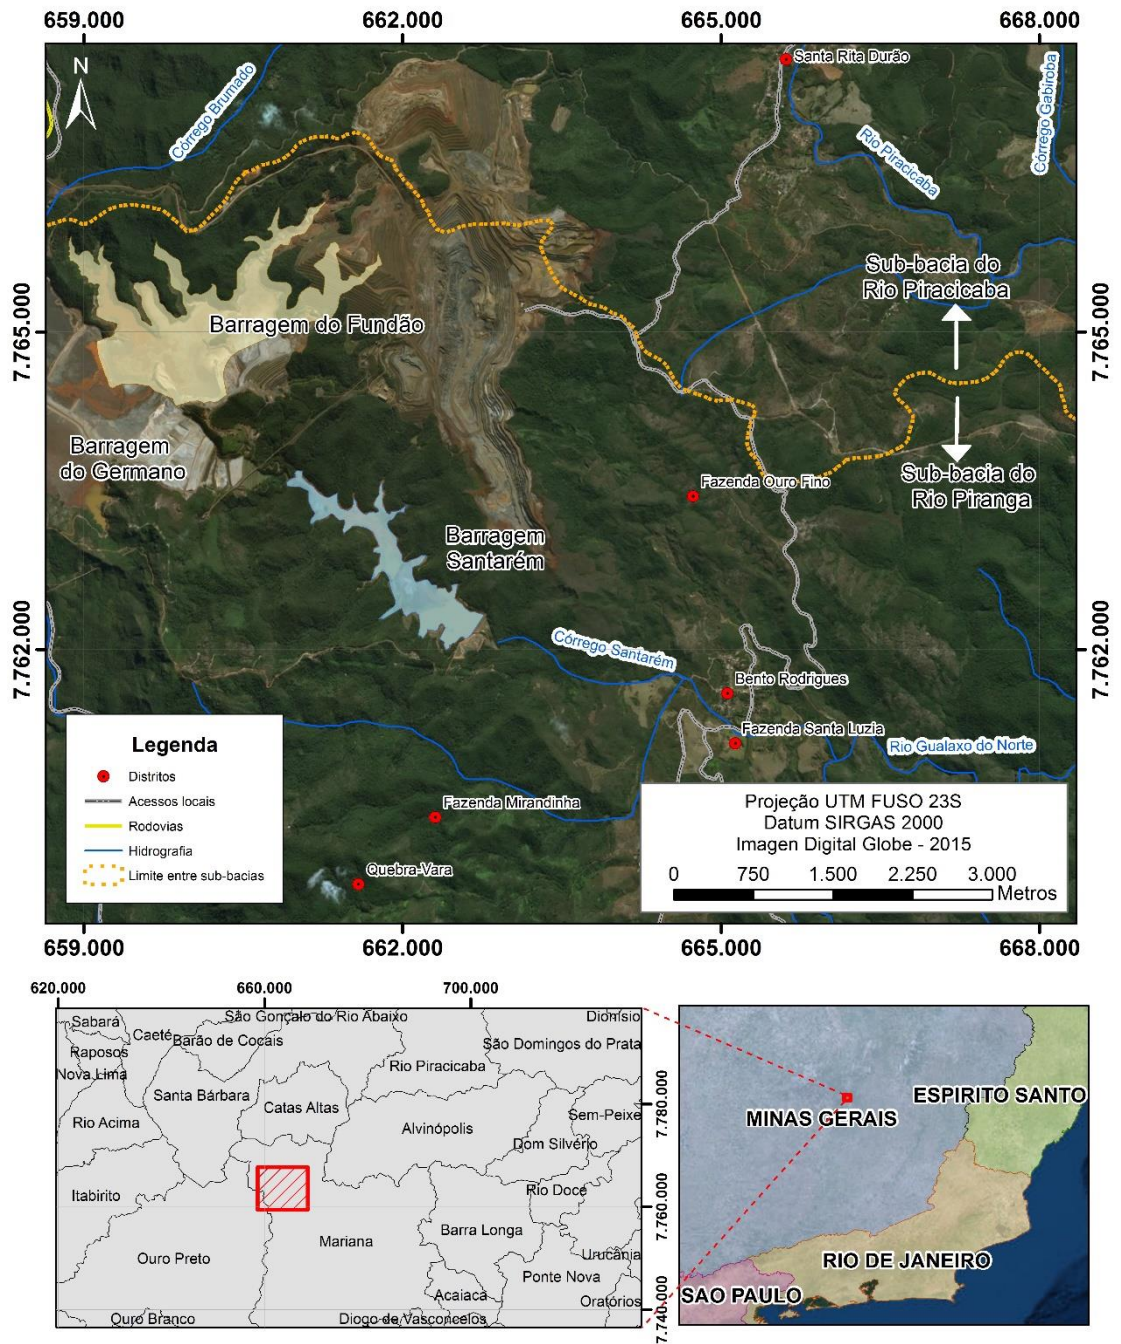 659.000
662.000
665.000
668.000
N
Santa Rita Durão
Córrego Brumado
Córrego Gabiroba
Rio Piracicaba
Sub-bacia do
Rio Piracicaba
7.765.000
Barragem do Fundão
7.765.000
Barragem
do Germano
Sub-bacia do
Rio Piranga
Fazenda Ouro Fino
Barragem
Santarém
7.762.000
Córrego Santarém
7.762.000
Bento Rodrigues
Fazenda Santa Luzia
Rio Gualaxo do Norte
Fazenda Mirandinha
Quebra-Vara
Legenda
Distritos
Acessos locais
Rodovias
Hidrografia
Limite entre sub-bacias
Projeção UTM FUSO 23S
Datum SIRGAS 2000
Imagen Digital Globe - 2015
0 750 1.500 2.250 3.000
Metros
659.000
662.000
665.000
668.000
620.000
660.000
700.000
São Gonçalo do Rio Abaixo
Dionísio
Sabará
Caeté
Barão de Cocais
São Domingos do Prata
Raposos
Nova Lima
Rio Piracicaba
Santa Bárbara
Catas Altas
Rio Acima
Alvinópolis
Sem-Peixe
Dom Silvério
7.780.000
Itabirito
Rio Doce
7.760.000
Barra Longa
Mariana
Ouro Preto
Urucânia
Ponte Nova
Acaiaca
Oratórios
Ouro Branco
Diogo de Vasconcelos
7.740.000
ESPIRITO SANTO
MINAS GERAIS
RIO DE JANEIRO
SAO PAULO